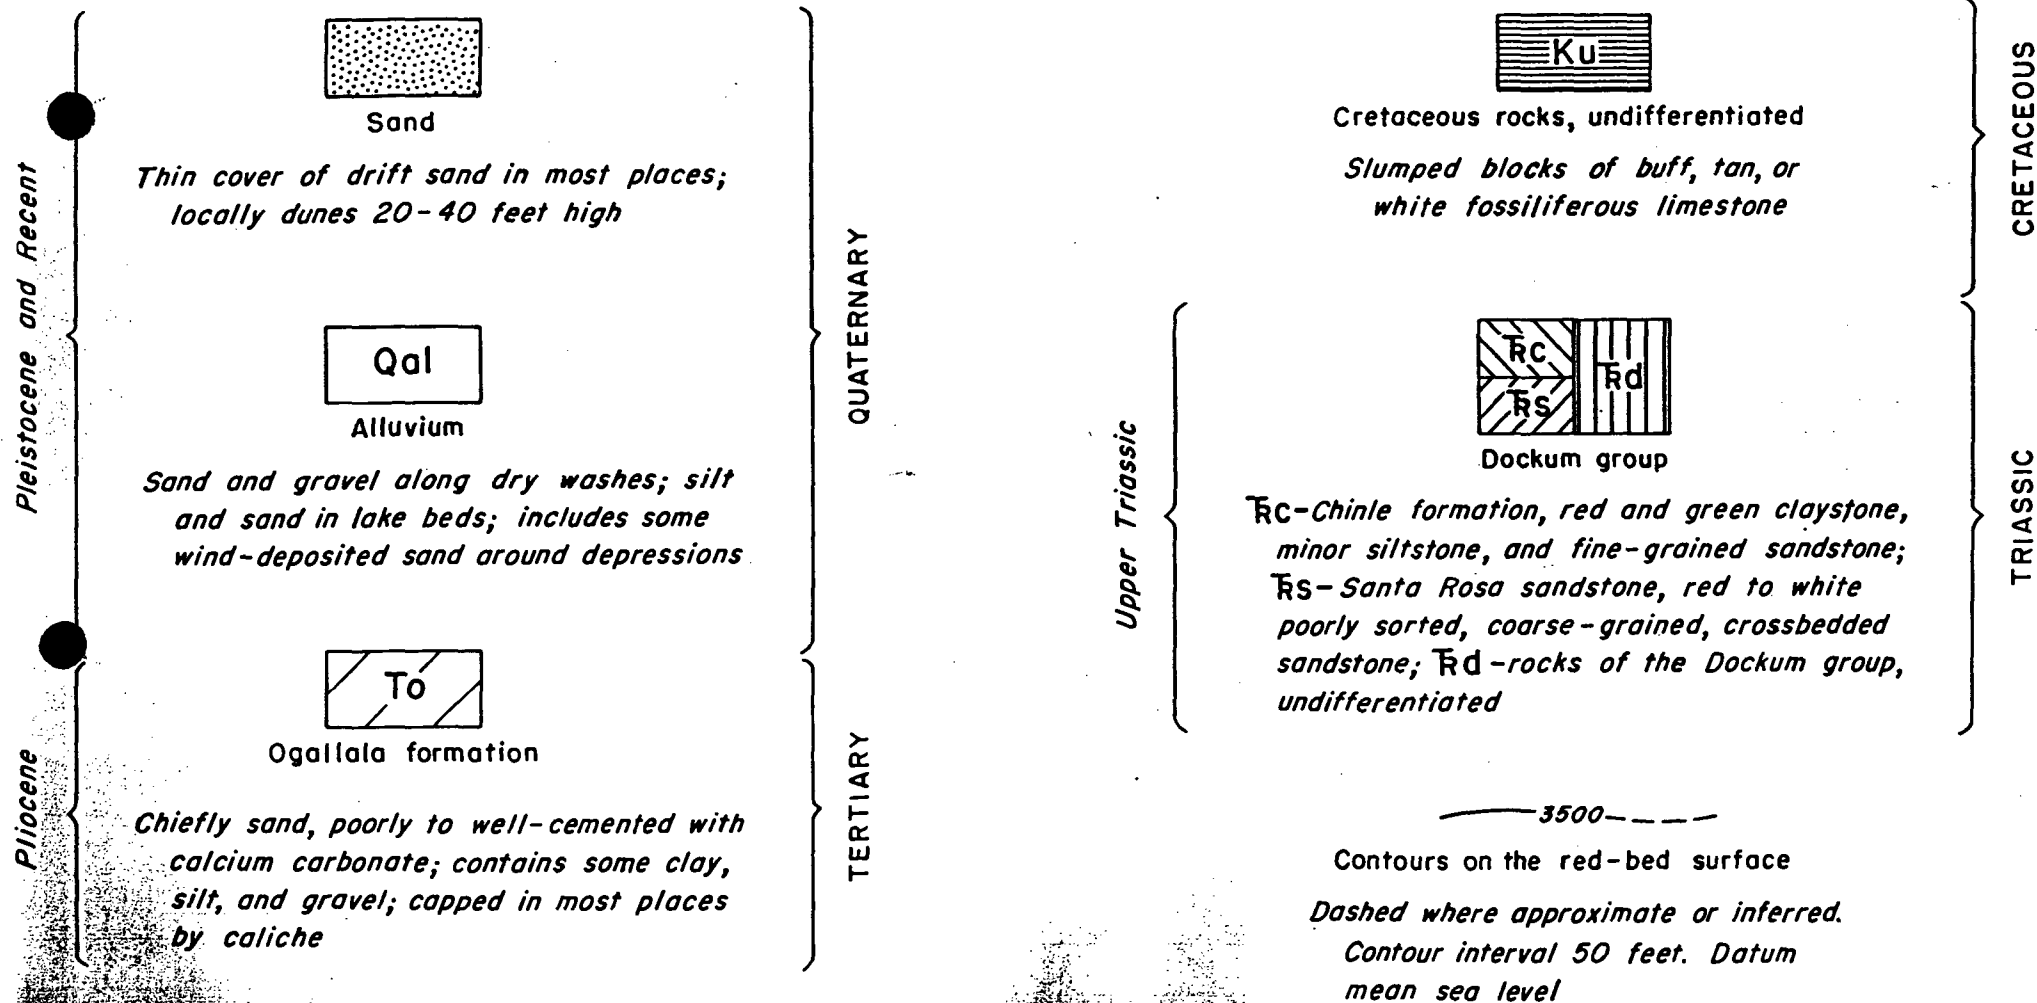 Sand
Thin cover of drift sand in most places;
locally dunes 20-40 feet high
Qal
Alluvium
Sand and gravel along dry washes; silt
and sand in lake beds; includes some
wind-deposited sand around depressions
Pleistocene and Recent
QUATERNARY
To
Ogallala formation
Chiefly sand, poorly to well-cemented with
calcium carbonate; contains some clay,
silt, and gravel; capped in most places
by caliche
Pliocene
TERTIARY
Ku
Cretaceous rocks, undifferentiated
Slumped blocks of buff, tan, or
white fossiliferous limestone
CRETACEOUS
T̶Rc
T̶Rs
T̶Rd
Dockum group
T̶Rc-Chinle formation, red and green claystone,
minor siltstone, and fine-grained sandstone;
T̶Rs-Santa Rosa sandstone, red to white
poorly sorted, coarse-grained, crossbedded
sandstone; T̶Rd-rocks of the Dockum group,
undifferentiated
Upper Triassic
TRIASSIC
3500
Contours on the red-bed surface
Dashed where approximate or inferred.
Contour interval 50 feet. Datum
mean sea level